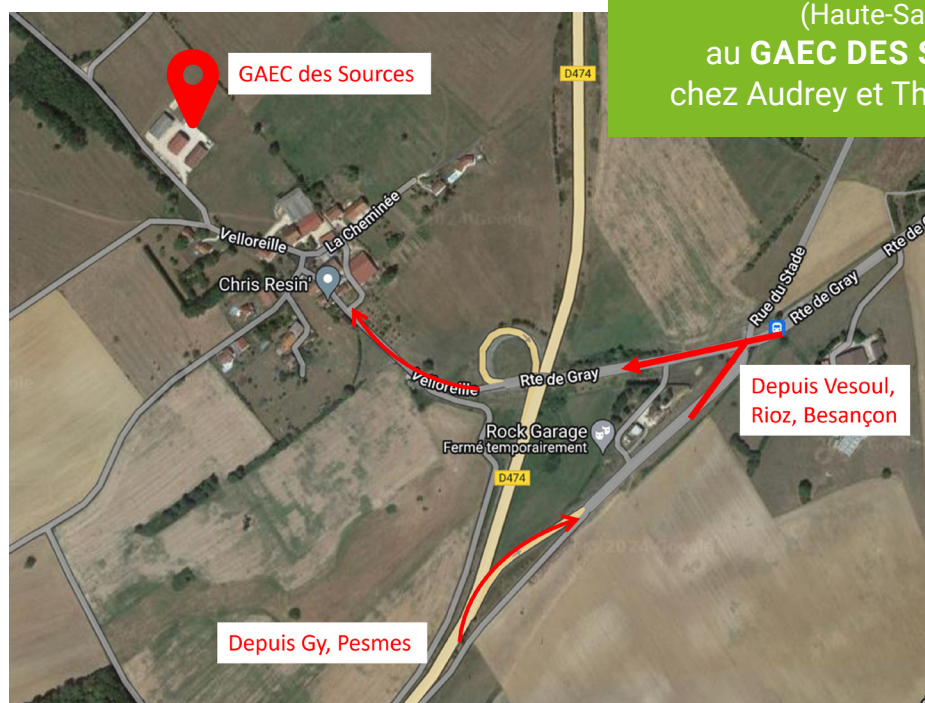 (Haute-Sa
au GAEC DES S
chez Audrey et Th
GAEC des Sources
D474
La Cheminée
Velloreille
Chris Resin'
Rue du Stade
Rte de
Rte de Gray
Rte de Gray
Velloreille
Depuis Vesoul,
Rioz, Besançon
Rock Garage
Fermé temporairement
D474
Depuis Gy, Pesmes